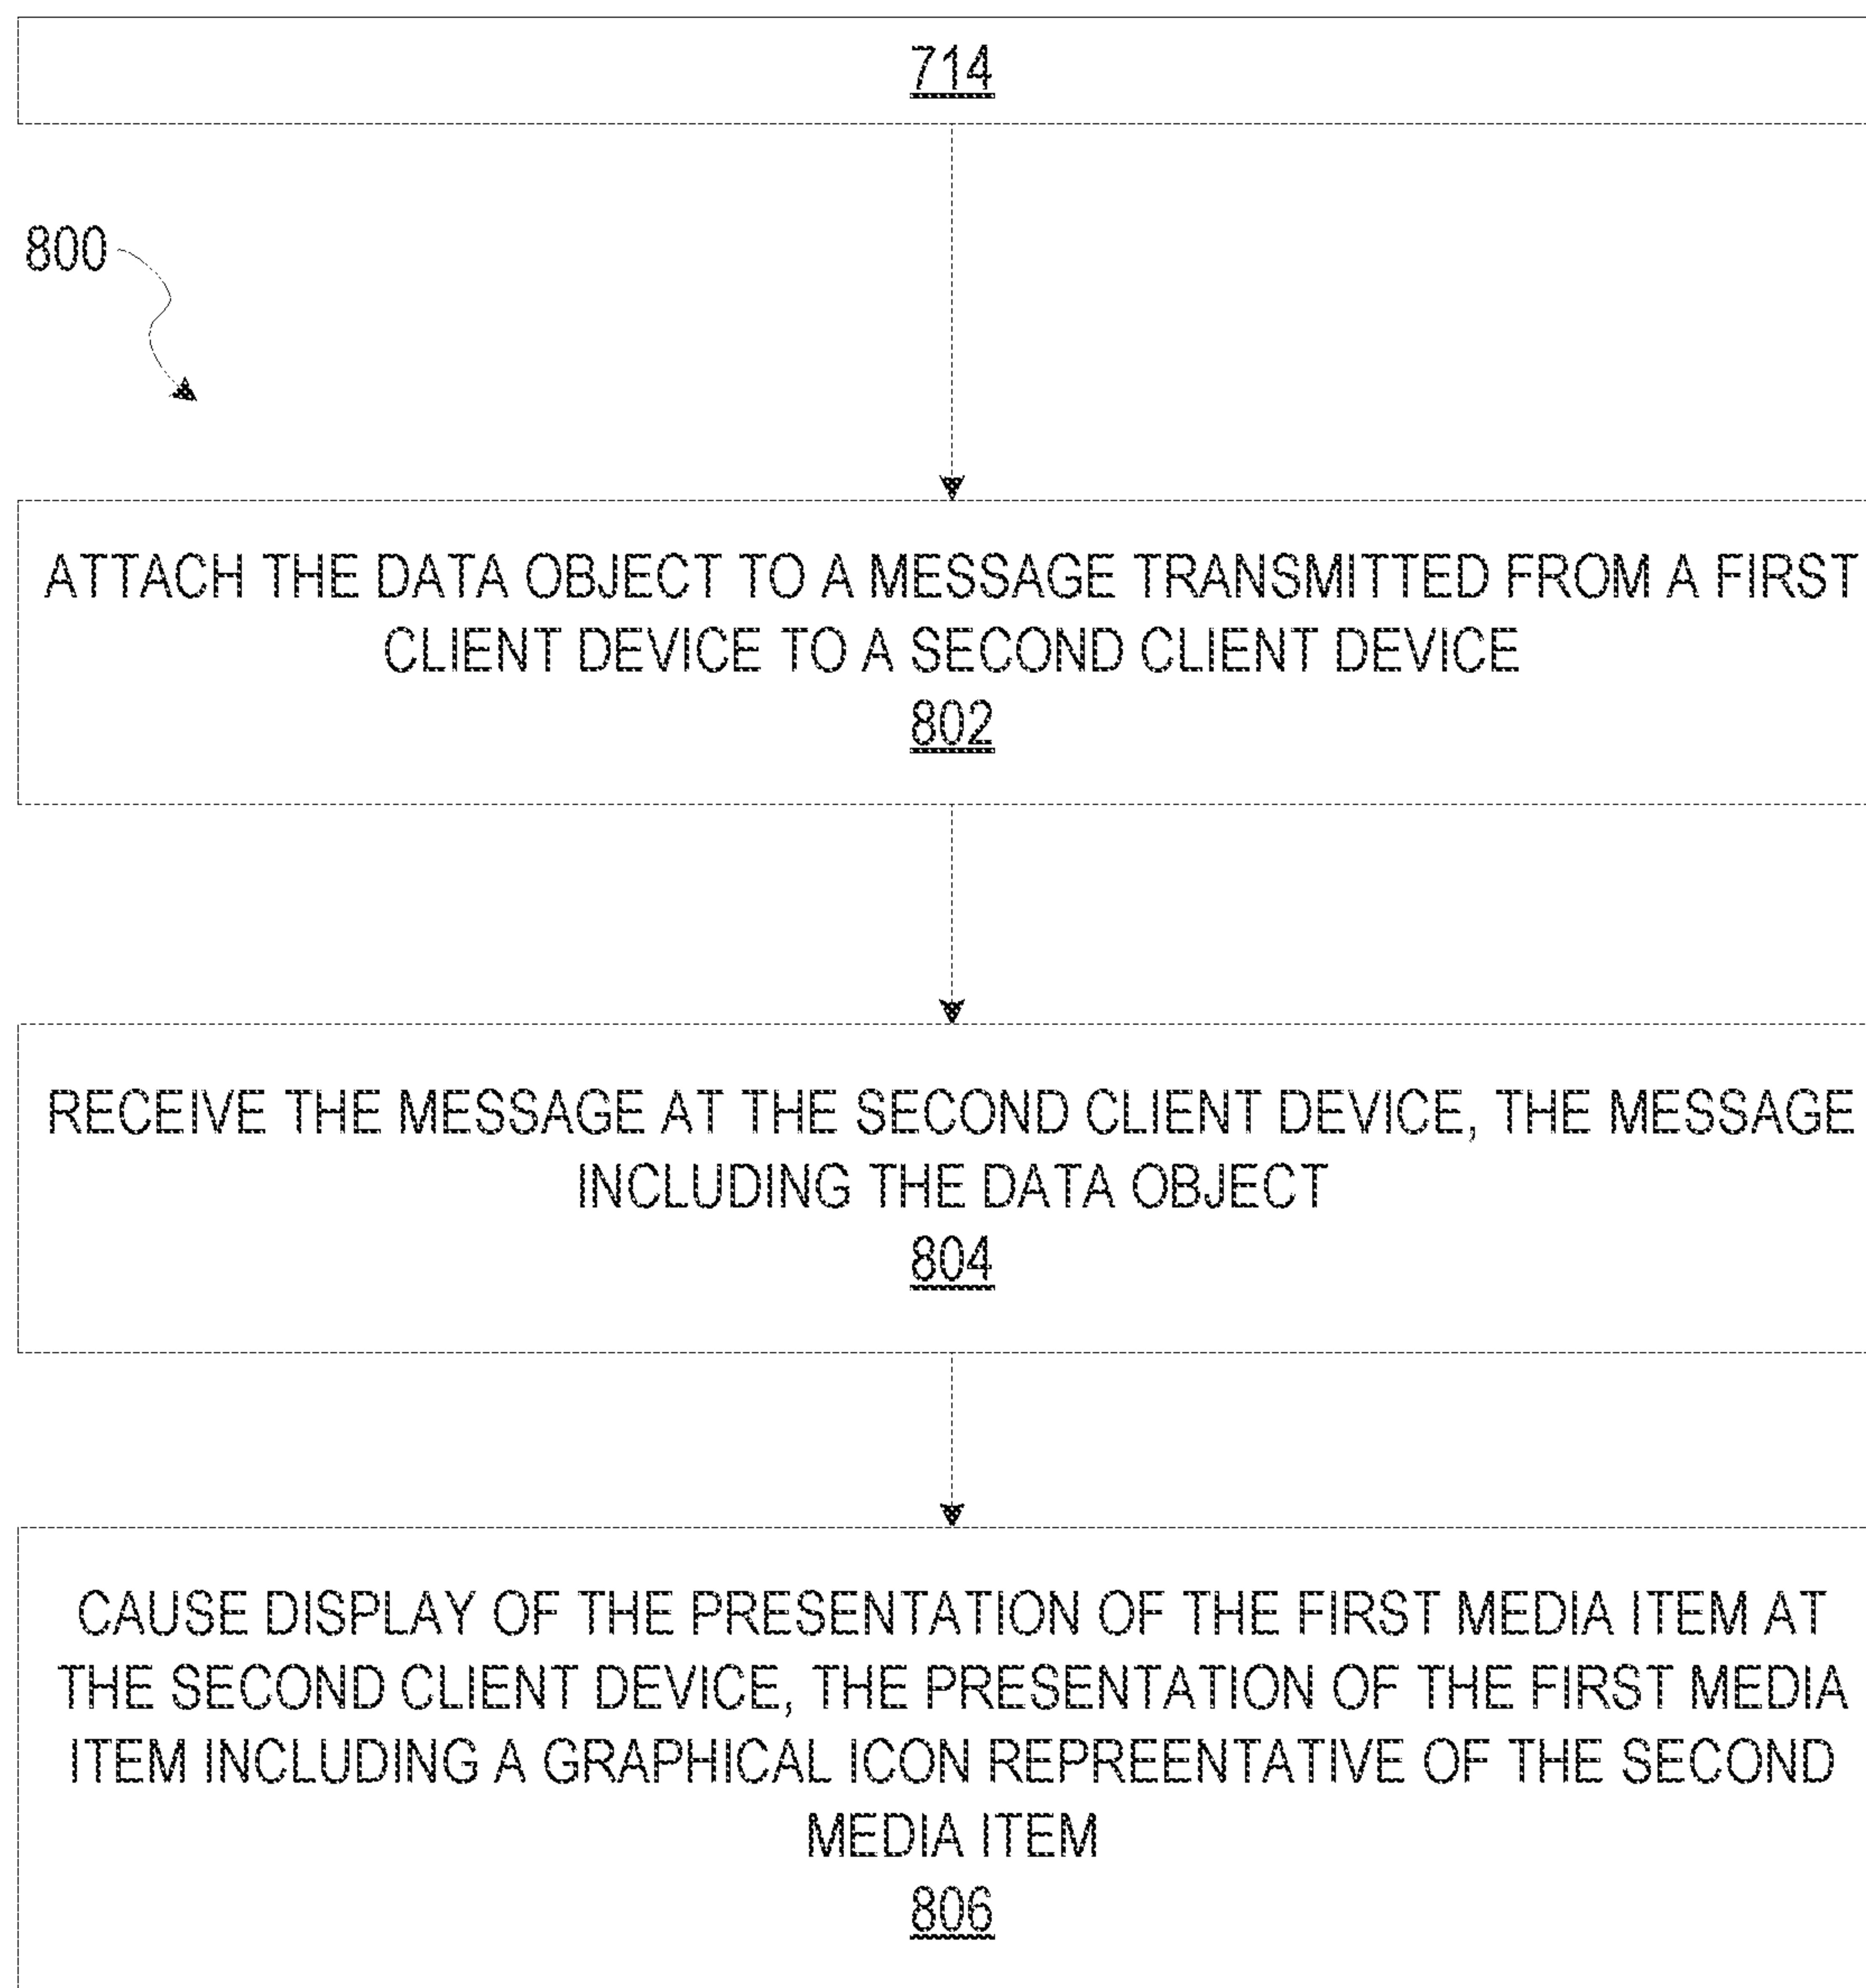 714
800
ATTACH THE DATA OBJECT TO A MESSAGE TRANSMITTED FROM A FIRST
CLIENT DEVICE TO A SECOND CLIENT DEVICE
802
RECEIVE THE MESSAGE AT THE SECOND CLIENT DEVICE, THE MESSAGE
INCLUDING THE DATA OBJECT
804
CAUSE DISPLAY OF THE PRESENTATION OF THE FIRST MEDIA ITEM AT
THE SECOND CLIENT DEVICE, THE PRESENTATION OF THE FIRST MEDIA
ITEM INCLUDING A GRAPHICAL ICON REPREENTATIVE OF THE SECOND
MEDIA ITEM
806